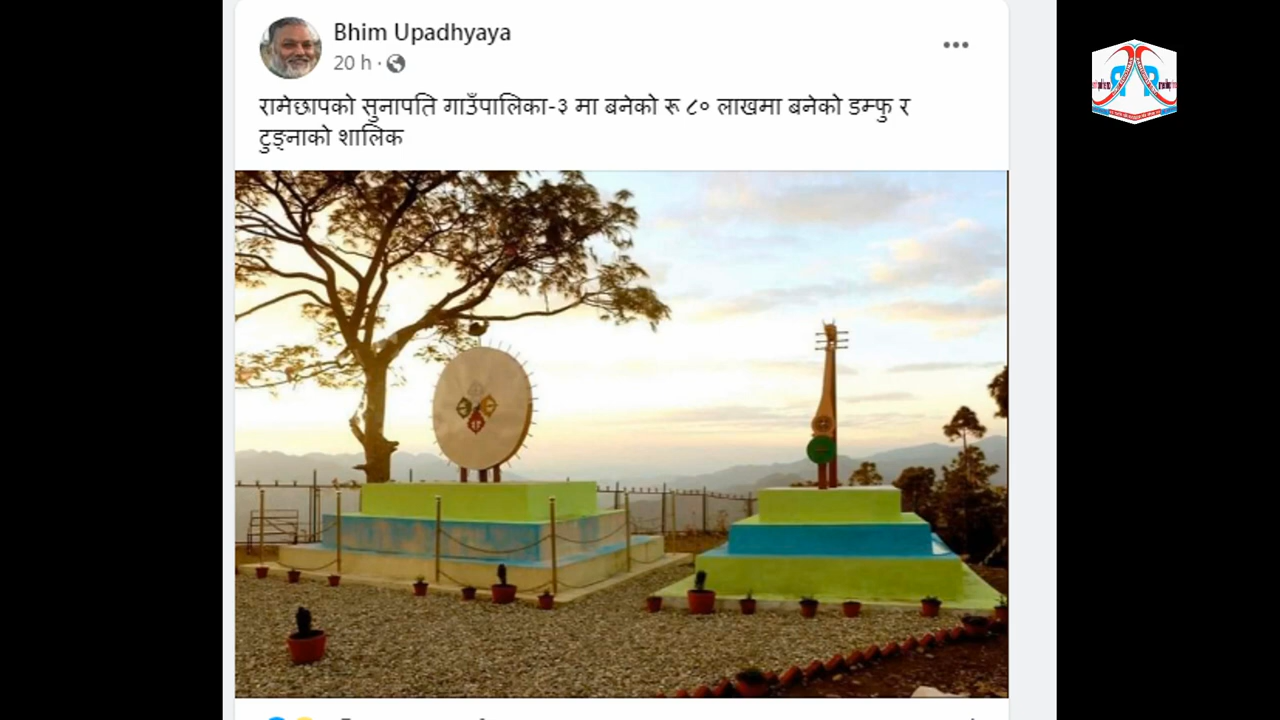 Bhim Upadhyaya
20 h ·
रामेछापको सुनापति गाउँपालिका-३ मा बनेको रू ८० लाखमा बनेको डम्फु र
टुङ्नाको शालिक